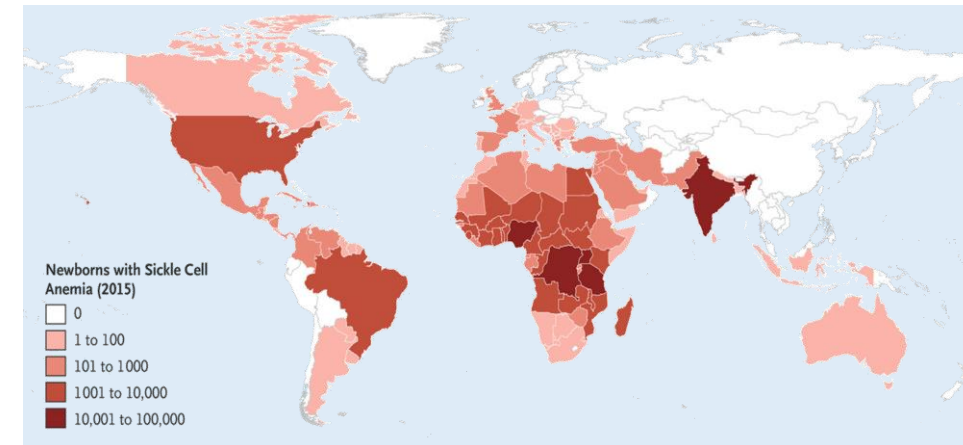 Newborns with Sickle Cell
Anemia (2015)
0
1 to 100
101 to 1000
1001 to 10,000
10,001 to 100,000